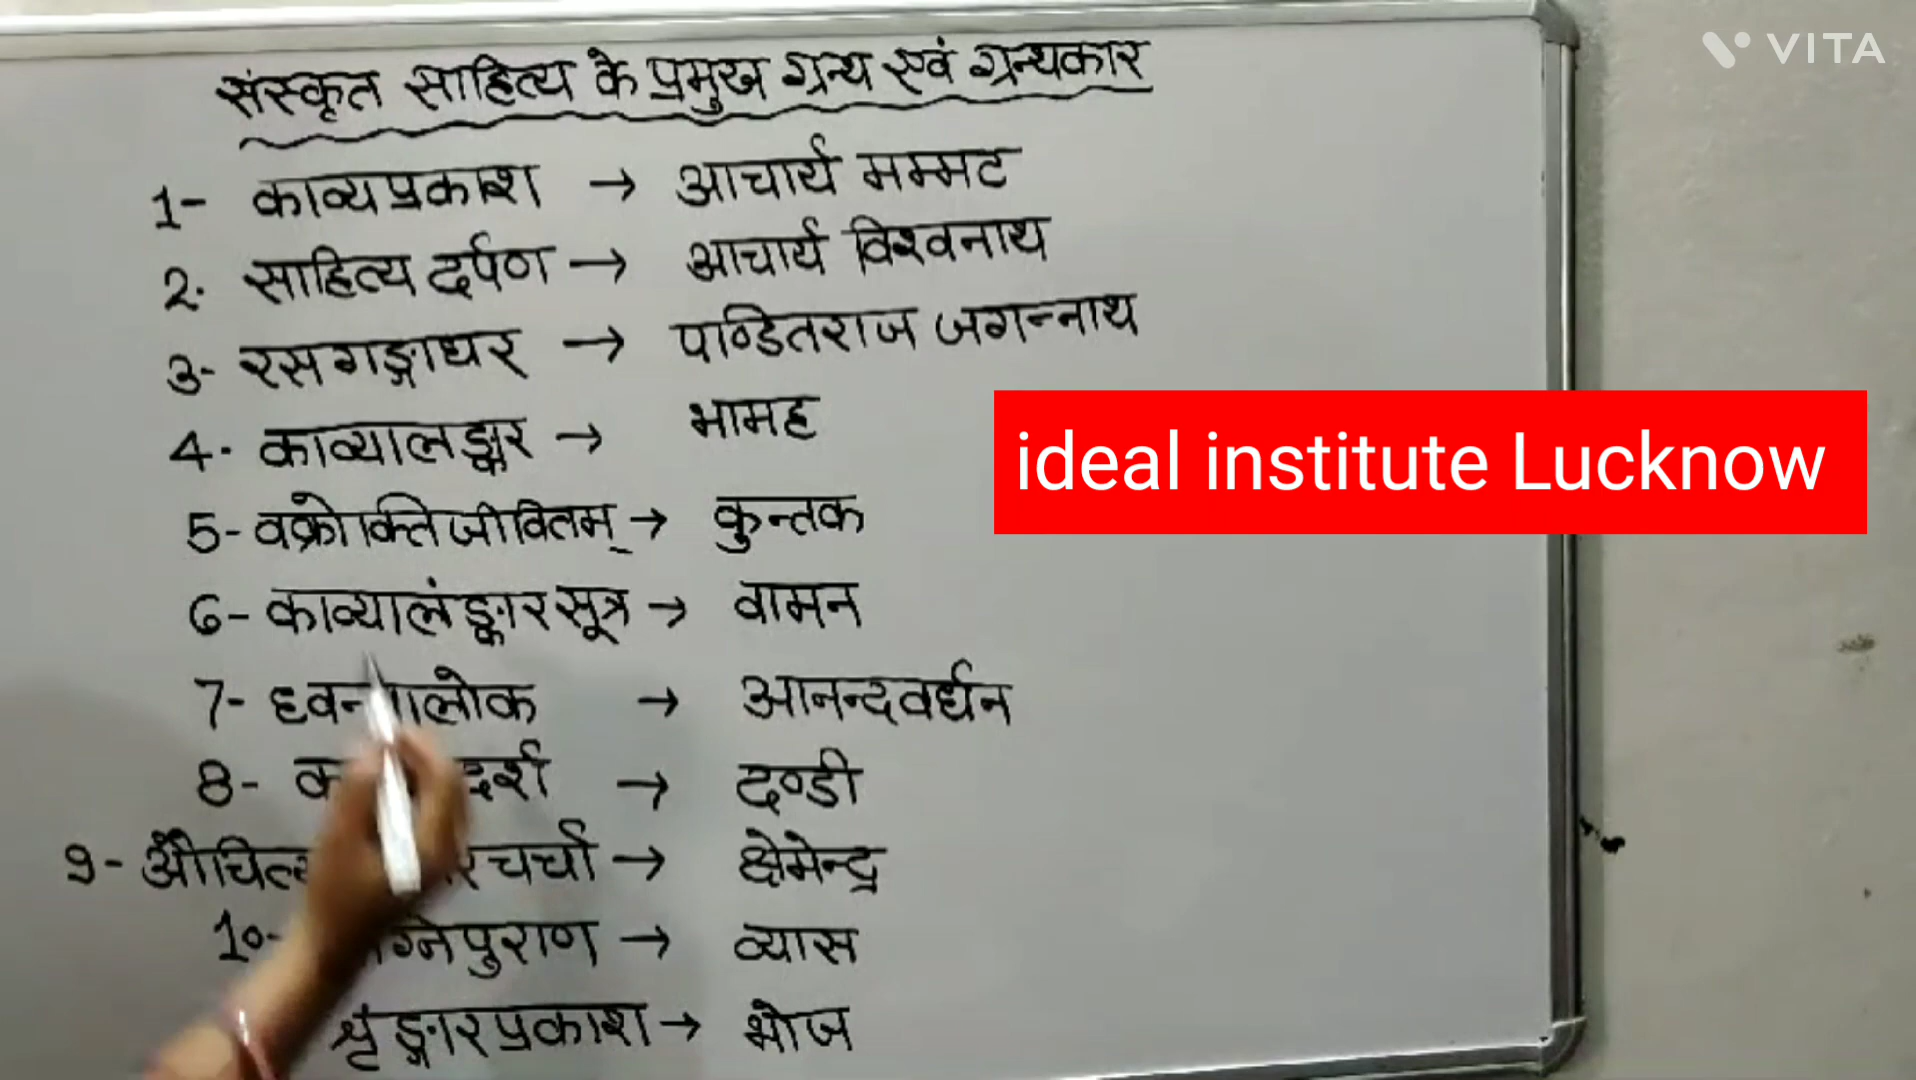 VITA
संस्कृत साहित्य के प्रमुख ग्रन्थ एवं ग्रन्थकार
1- काव्यप्रकाश → आचार्य मम्मट
2. साहित्य दर्पण → आचार्य विश्वनाथ
3- रसगङ्गाधर → पण्डितराज जगन्नाथ
4. काव्यालङ्कार → भामह
ideal institute Lucknow
5- वक्रोक्तिजीवितम् → कुन्तक
6- काव्यालंङ्कारसूत्र → वामन
7- ध्वन्यालोक → आनन्दवर्धन
8- → दण्डी
9- → क्षेमेन्द्र
10- → व्यास
शृङ्गारप्रकाश → भोज